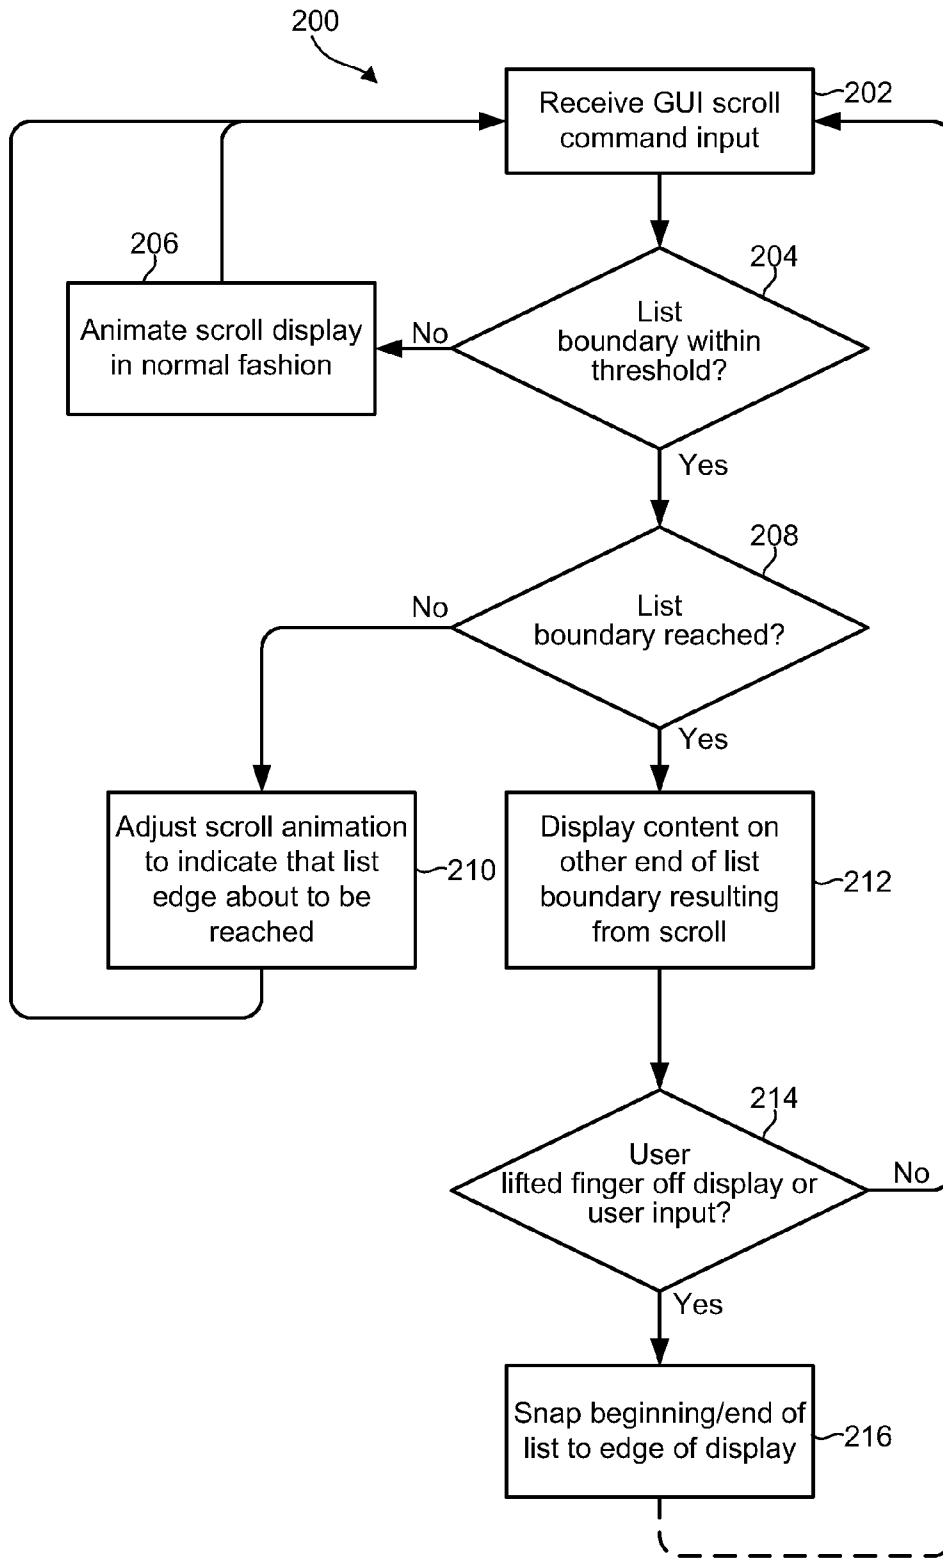 200
Receive GUI scroll
command input
202
206
204
Animate scroll display
in normal fashion
No
List
boundary within
threshold?
Yes
208
No
List
boundary reached?
Yes
Adjust scroll animation
to indicate that list
edge about to be
reached
210
Display content on
other end of list
boundary resulting
from scroll
212
214
User
lifted finger off display or
user input?
No
Yes
Snap beginning/end of
list to edge of display
216